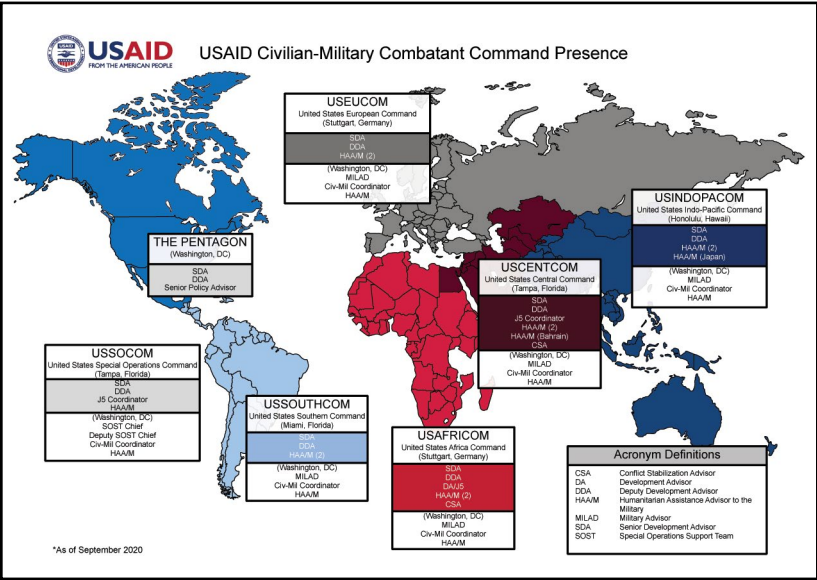 USAID
FROM THE AMERICAN PEOPLE
USAID Civilian-Military Combatant Command Presence
USEUCOM
United States European Command
(Stuttgart, Germany)
SDA
DDA
HAA/M (2)
(Washington, DC)
MILAD
Civ-Mil Coordinator
HAA/M
USINDOPACOM
United States Indo-Pacific Command
(Honolulu, Hawaii)
SDA
DDA
HAA/M (2)
HAA/M (Japan)
(Washington, DC)
MILAD
Civ-Mil Coordinator
HAA/M
THE PENTAGON
(Washington, DC)
SDA
DDA
Senior Policy Advisor
USCENTCOM
United States Central Command
(Tampa, Florida)
SDA
DDA
J5 Coordinator
HAA/M (2)
HAA/M (Bahrain)
CSA
(Washington, DC)
MILAD
Civ-Mil Coordinator
HAA/M
USSOCOM
United States Special Operations Command
(Tampa, Florida)
SDA
DDA
J5 Coordinator
HAA/M
(Washington, DC)
SOST Chief
Deputy SOST Chief
Civ-Mil Coordinator
HAA/M
USSOUTHCOM
United States Southern Command
(Miami, Florida)
SDA
DDA
HAA/M (2)
(Washington, DC)
MILAD
Civ-Mil Coordinator
HAA/M
USAFRICOM
United States Africa Command
(Stuttgart, Germany)
SDA
DDA
DA/J5
HAA/M (2)
CSA
(Washington, DC)
MILAD
Civ-Mil Coordinator
HAA/M
Acronym Definitions
CSA Conflict Stabilization Advisor
DA Development Advisor
DDA Deputy Development Advisor
HAA/M Humanitarian Assistance Advisor to the
Military
MILAD Military Advisor
SDA Senior Development Advisor
SOST Special Operations Support Team
*As of September 2020